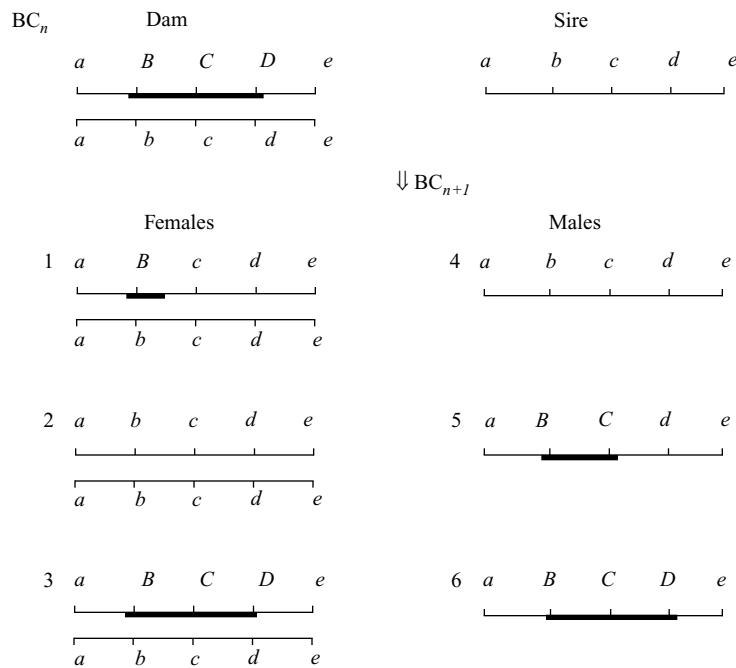 BCn Dam Sire
a B C D e a b c d e
a b c d e
⇓ BCn+1
Females Males
1 a B c d e 4 a b c d e
a b c d e
2 a b c d e 5 a B C d e
a b c d e
3 a B C D e 6 a B C D e
a b c d e